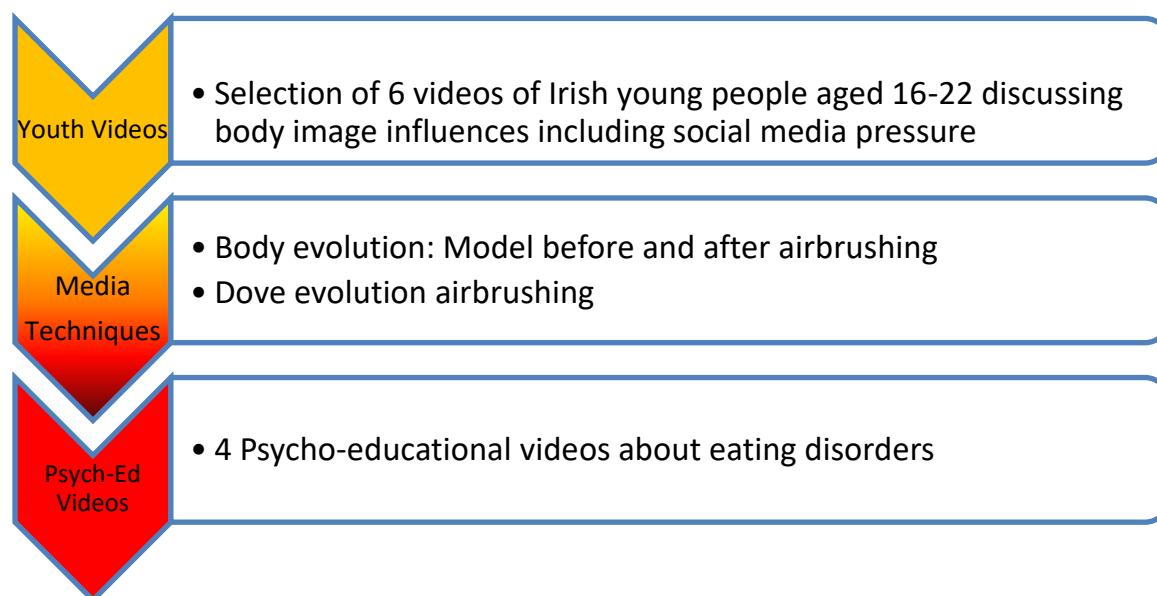 Youth Videos
• Selection of 6 videos of Irish young people aged 16-22 discussing
body image influences including social media pressure
Media
Techniques
• Body evolution: Model before and after airbrushing
• Dove evolution airbrushing
Psych-Ed
Videos
• 4 Psycho-educational videos about eating disorders